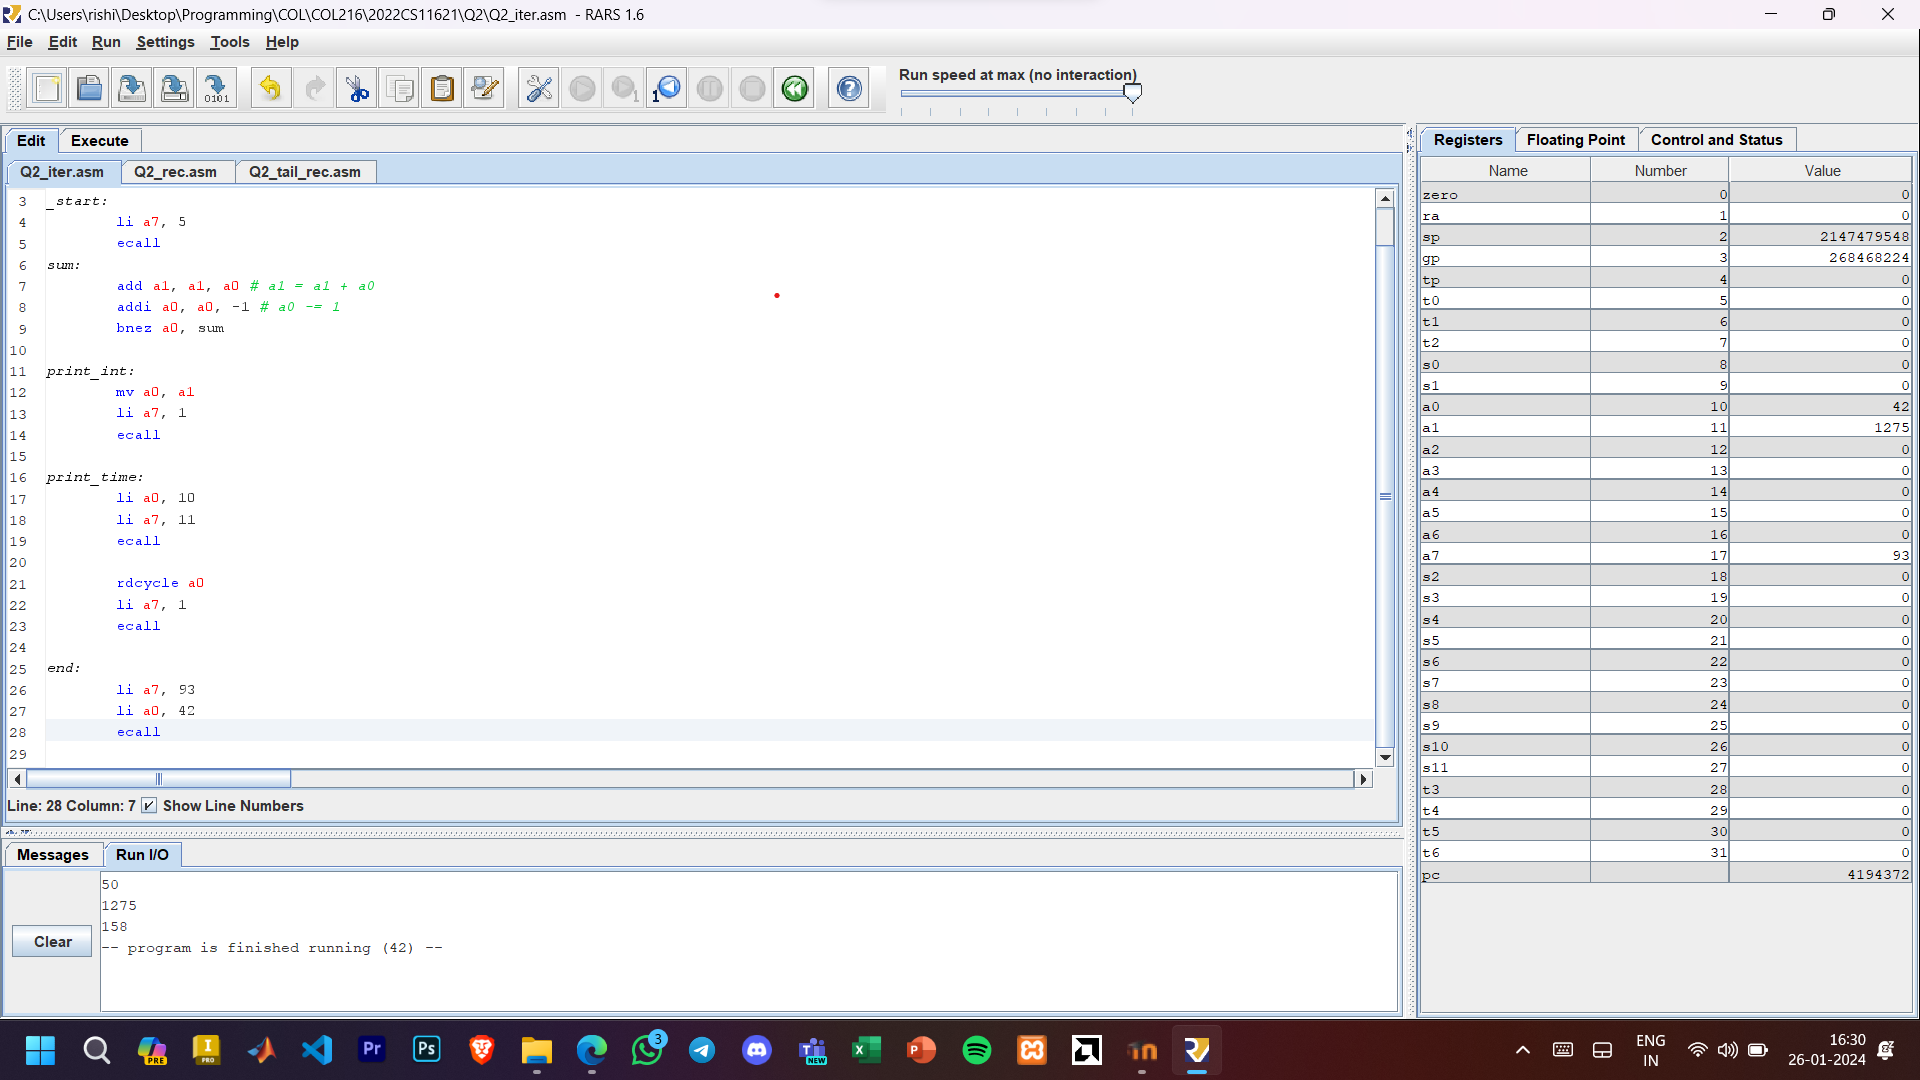 C:\Users\rishi\Desktop\Programming\COL\COL216\2022CS11621\Q2\Q2_iter.asm - RARS 1.6
File Edit Run Settings Tools Help
0101
1
1
Run speed at max (no interaction)
Edit Execute
Q2_iter.asm Q2_rec.asm Q2_tail_rec.asm
3 _start:
4 li a7, 5
5 ecall
6 sum:
7 add a1, a1, a0 # a1 = a1 + a0
8 addi a0, a0, -1 # a0 -= 1
9 bnez a0, sum
10
11 print_int:
12 mv a0, a1
13 li a7, 1
14 ecall
15
16 print_time:
17 li a0, 10
18 li a7, 11
19 ecall
20
21 rdcycle a0
22 li a7, 1
23 ecall
24
25 end:
26 li a7, 93
27 li a0, 42
28 ecall
29
Line: 28 Column: 7 Show Line Numbers
Messages Run I/O
Clear
50
1275
158
-- program is finished running (42) --
Registers Floating Point Control and Status
Name Number Value
zero 0 0
ra 1 0
sp 2 2147479548
gp 3 268468224
tp 4 0
t0 5 0
t1 6 0
t2 7 0
s0 8 0
s1 9 0
a0 10 42
a1 11 1275
a2 12 0
a3 13 0
a4 14 0
a5 15 0
a6 16 0
a7 17 93
s2 18 0
s3 19 0
s4 20 0
s5 21 0
s6 22 0
s7 23 0
s8 24 0
s9 25 0
s10 26 0
s11 27 0
t3 28 0
t4 29 0
t5 30 0
t6 31 0
pc 4194372
PRE I PRO Pr Ps 3 NEW
ENG
IN
16:30
26-01-2024